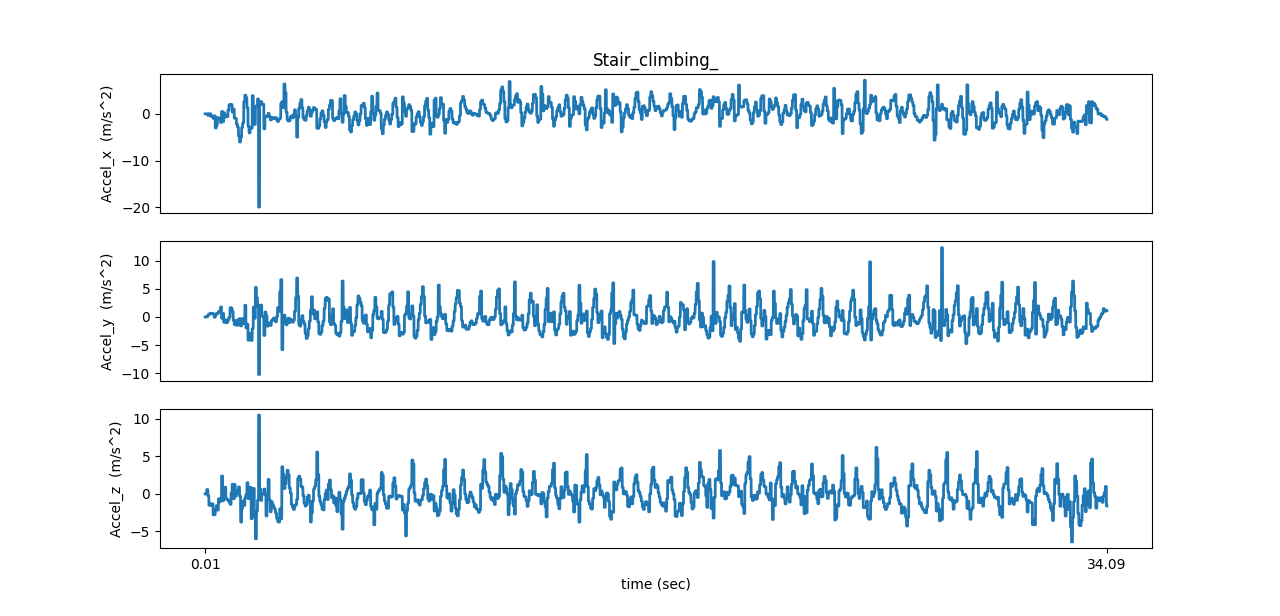 Stair_climbing_
Accel_x  (m/s^2)
0
−10
−20
Accel_y  (m/s^2)
10
5
0
−5
−10
Accel_z  (m/s^2)
10
5
0
−5
0.01
34.09
time (sec)